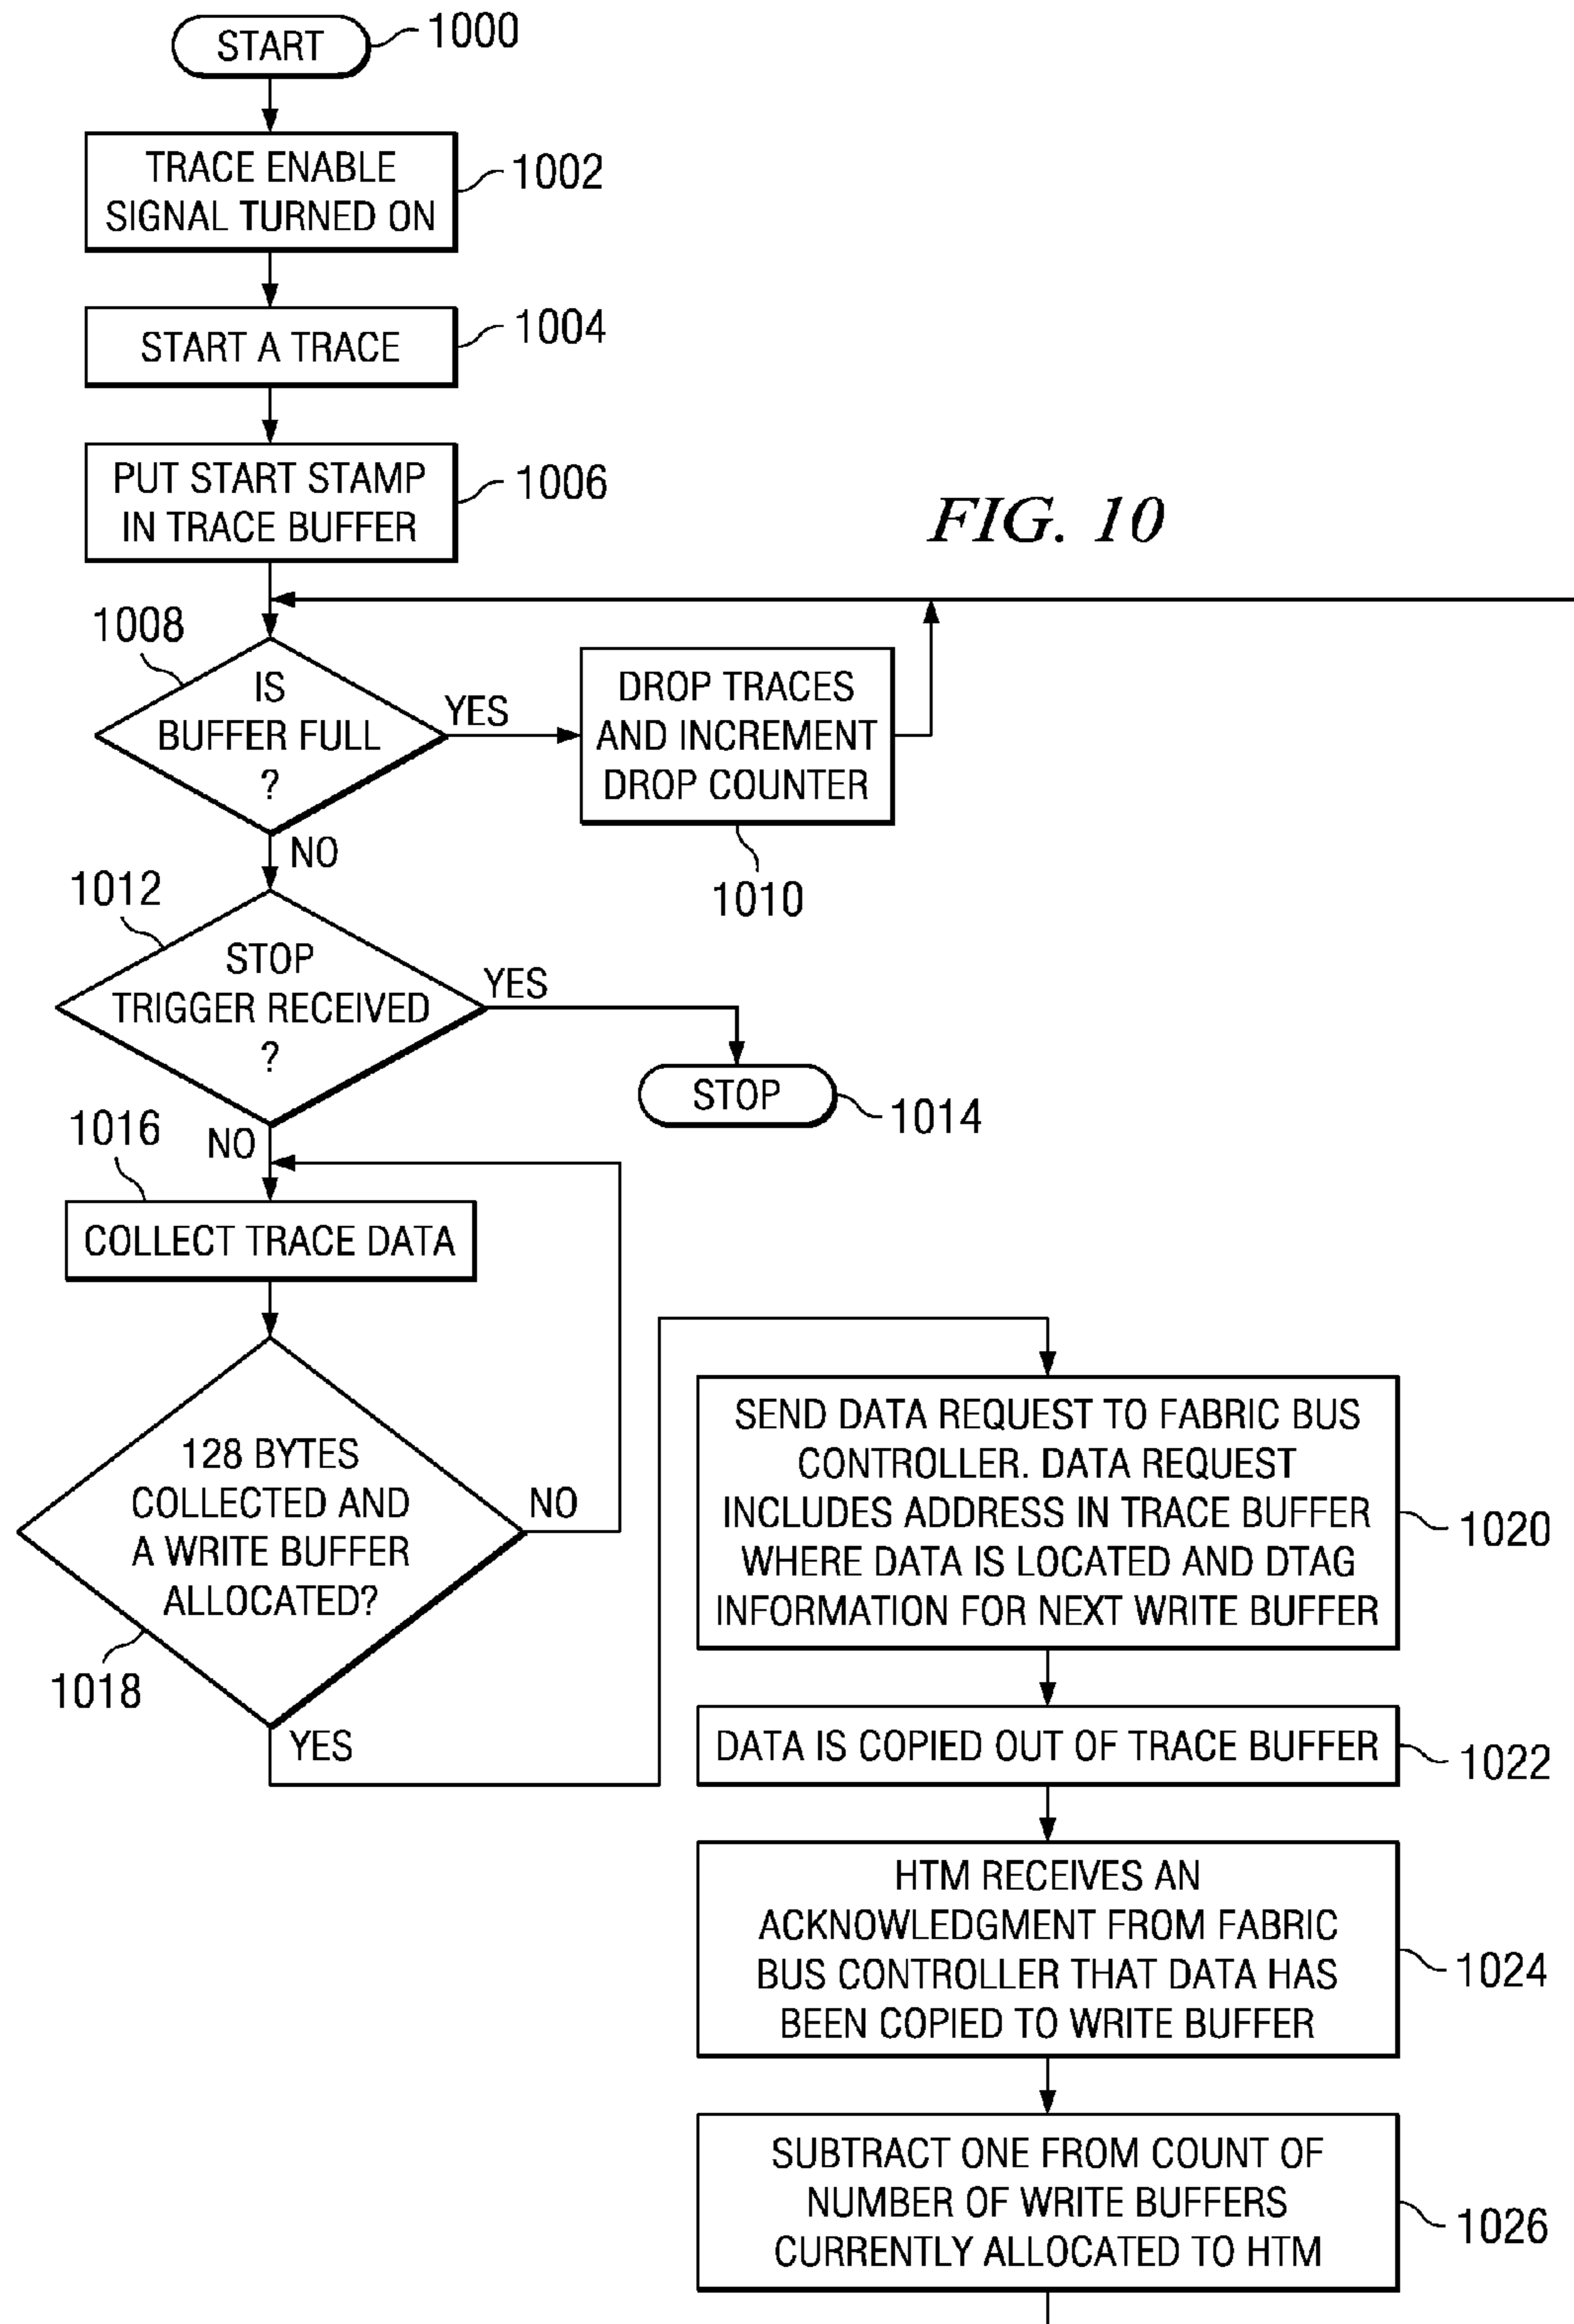 START
1000
TRACE ENABLE
SIGNAL TURNED ON
1002
START A TRACE
1004
PUT START STAMP
IN TRACE BUFFER
1006
FIG. 10
1008
IS
BUFFER FULL
?
YES
NO
DROP TRACES
AND INCREMENT
DROP COUNTER
1010
1012
STOP
TRIGGER RECEIVED
?
YES
NO
STOP
1014
1016
COLLECT TRACE DATA
128 BYTES
COLLECTED AND
A WRITE BUFFER
ALLOCATED?
NO
1018
YES
SEND DATA REQUEST TO FABRIC BUS
CONTROLLER. DATA REQUEST
INCLUDES ADDRESS IN TRACE BUFFER
WHERE DATA IS LOCATED AND DTAG
INFORMATION FOR NEXT WRITE BUFFER
1020
DATA IS COPIED OUT OF TRACE BUFFER
1022
HTM RECEIVES AN
ACKNOWLEDGMENT FROM FABRIC
BUS CONTROLLER THAT DATA HAS
BEEN COPIED TO WRITE BUFFER
1024
SUBTRACT ONE FROM COUNT OF
NUMBER OF WRITE BUFFERS
CURRENTLY ALLOCATED TO HTM
1026